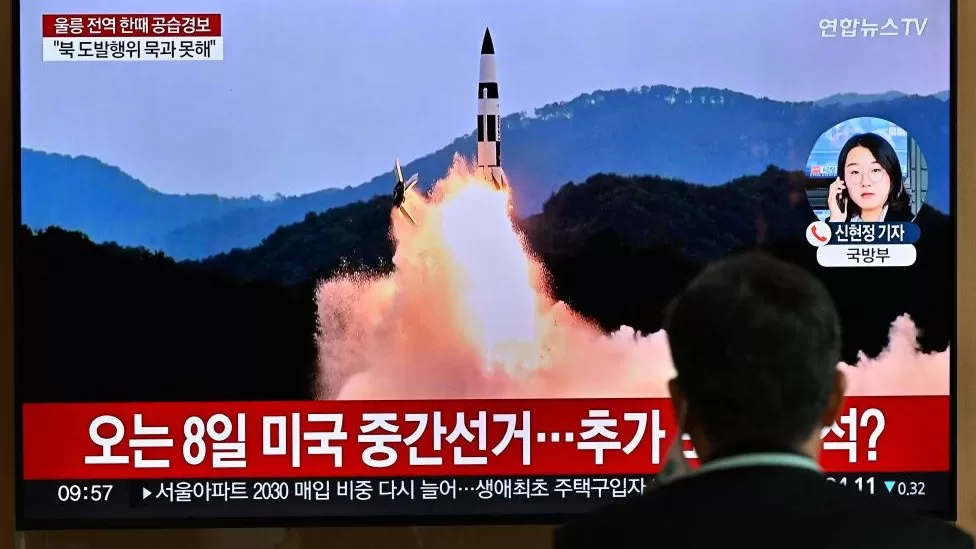 울릉 전역 한때 공습경보
"북 도발행위 묵과 못해"
연합뉴스TV
신현정 기자
국방부
오는 8일 미국 중간선거…추가
09:57 ▶서울아파트 2030 매입 비중 다시 늘어…생애최초 주택구입자 ▼0.32